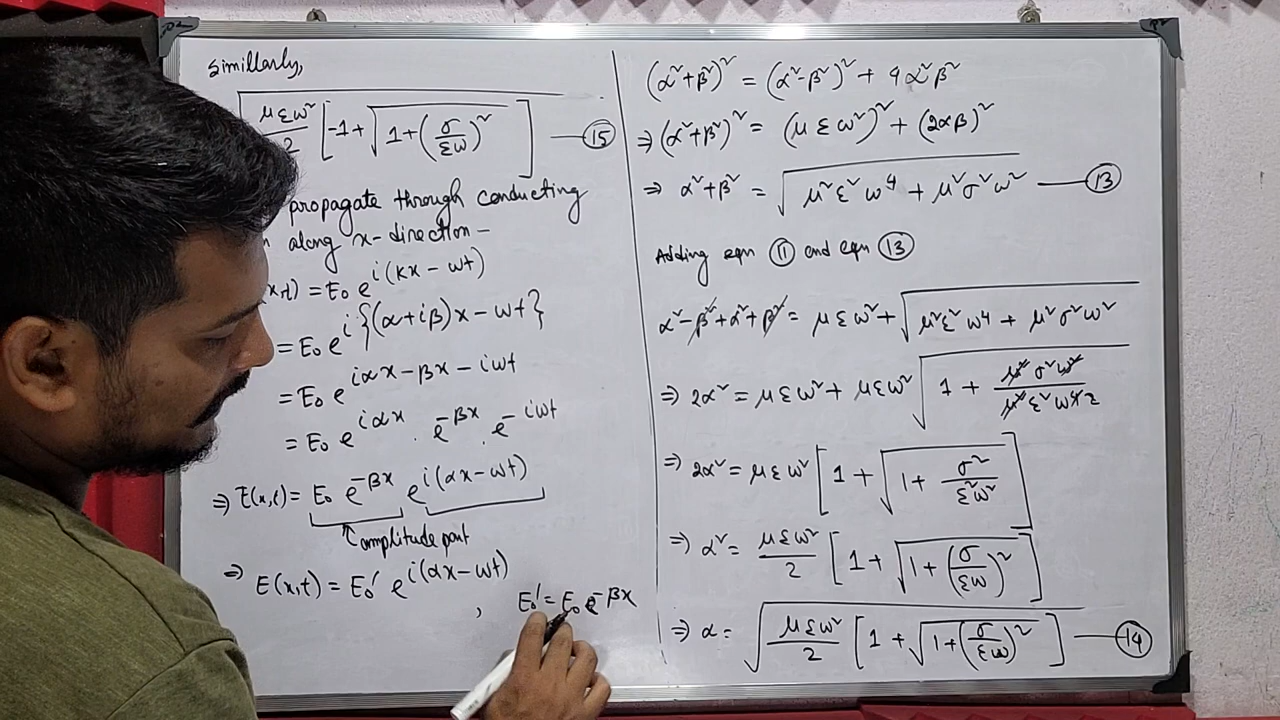 Simillarly,
√ με ω² / 2 [-1+√(1+(σ/εω)²)] — ⑮
propagate through conducting
along x-direction -
x,t) = E₀ e^{i(kx - ωt)}
= E₀ e^{i{(α+iβ)x - ωt}}
= E₀ e^{iαx - βx - iωt}
= E₀ e^{iαx} . e^{-βx} . e^{-iωt}
⇒ E(x,t) = E₀ e^{-βx} e^{i(αx - ωt)}
↑ amplitude part
⇒ E(x,t) = E₀′ e^{i(αx - ωt)} , E₀′ = E₀ e^{-βx}
(α²+β²)² = (α²-β²)² + 4α²β²
⇒ (α²+β²)² = (μεω²)² + (2αβ)²
⇒ α²+β² = √(μ²ε²ω⁴ + μ²σ²ω²) — ⑬
Adding eqn ⑪ and eqn ⑬
α²-β²+α²+β² = μεω² + √(μ²ε²ω⁴ + μ²σ²ω²)
⇒ 2α² = μεω² + μεω² √(1 + μ²σ²ω² / μ²ε²ω⁴ 2)
⇒ 2α² = μεω² [1 + √(1 + σ²/ε²ω²)]
⇒ α² = μεω²/2 [1 + √(1+(σ/εω)²)]
⇒ α = √(μεω²/2 [1 + √(1+(σ/εω)²)]) — ⑭